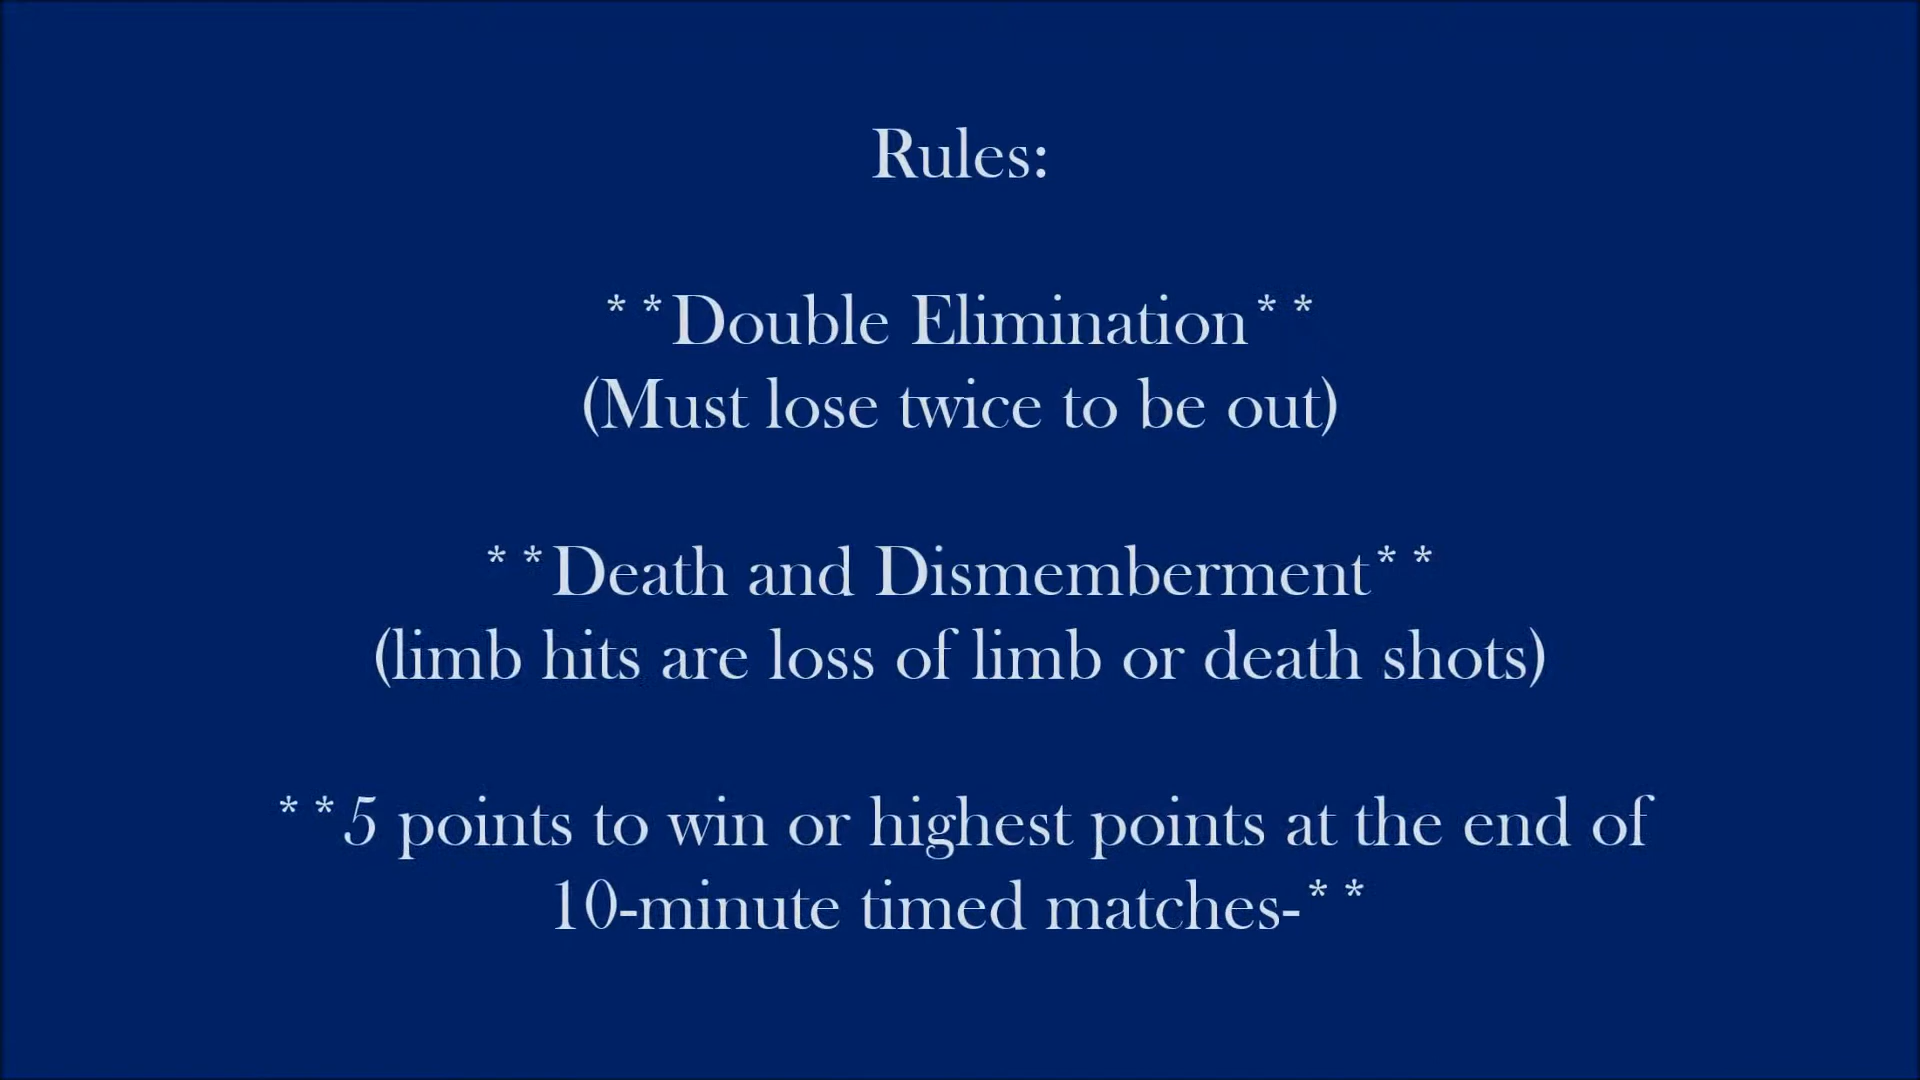 Rules:
**Double Elimination**
(Must lose twice to be out)
**Death and Dismemberment**
(limb hits are loss of limb or death shots)
**5 points to win or highest points at the end of
10-minute timed matches-**